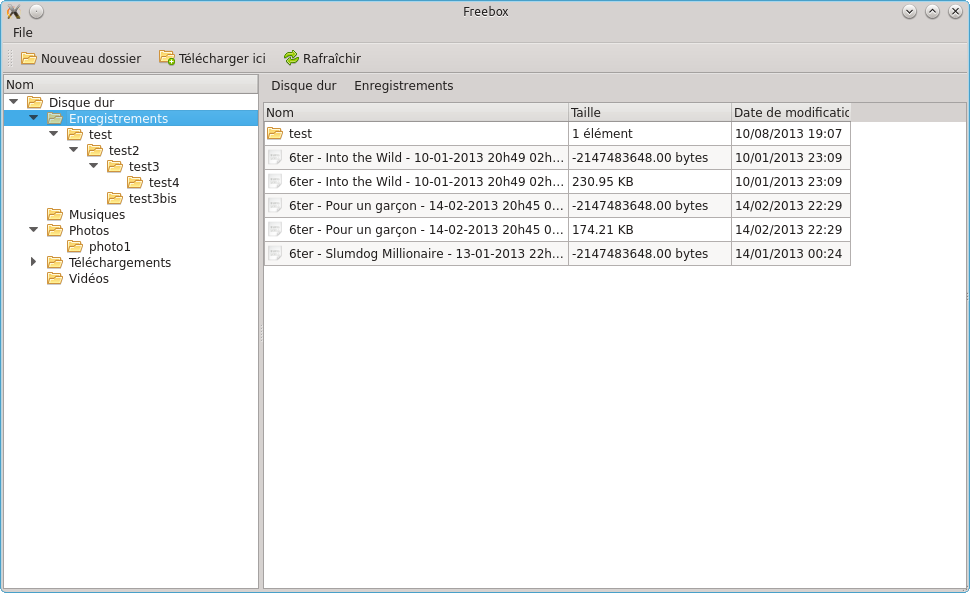 Freebox
File
Nouveau dossier Télécharger ici Rafraîchir
Nom
Disque dur
Enregistrements
test
test2
test3
test4
test3bis
Musiques
Photos
photo1
Téléchargements
Vidéos
Disque dur Enregistrements
Nom Taille Date de modificatio
test 1 élément 10/08/2013 19:07
6ter - Into the Wild - 10-01-2013 20h49 02h... -2147483648.00 bytes 10/01/2013 23:09
6ter - Into the Wild - 10-01-2013 20h49 02h... 230.95 KB 10/01/2013 23:09
6ter - Pour un garçon - 14-02-2013 20h45 0... -2147483648.00 bytes 14/02/2013 22:29
6ter - Pour un garçon - 14-02-2013 20h45 0... 174.21 KB 14/02/2013 22:29
6ter - Slumdog Millionaire - 13-01-2013 22h... -2147483648.00 bytes 14/01/2013 00:24